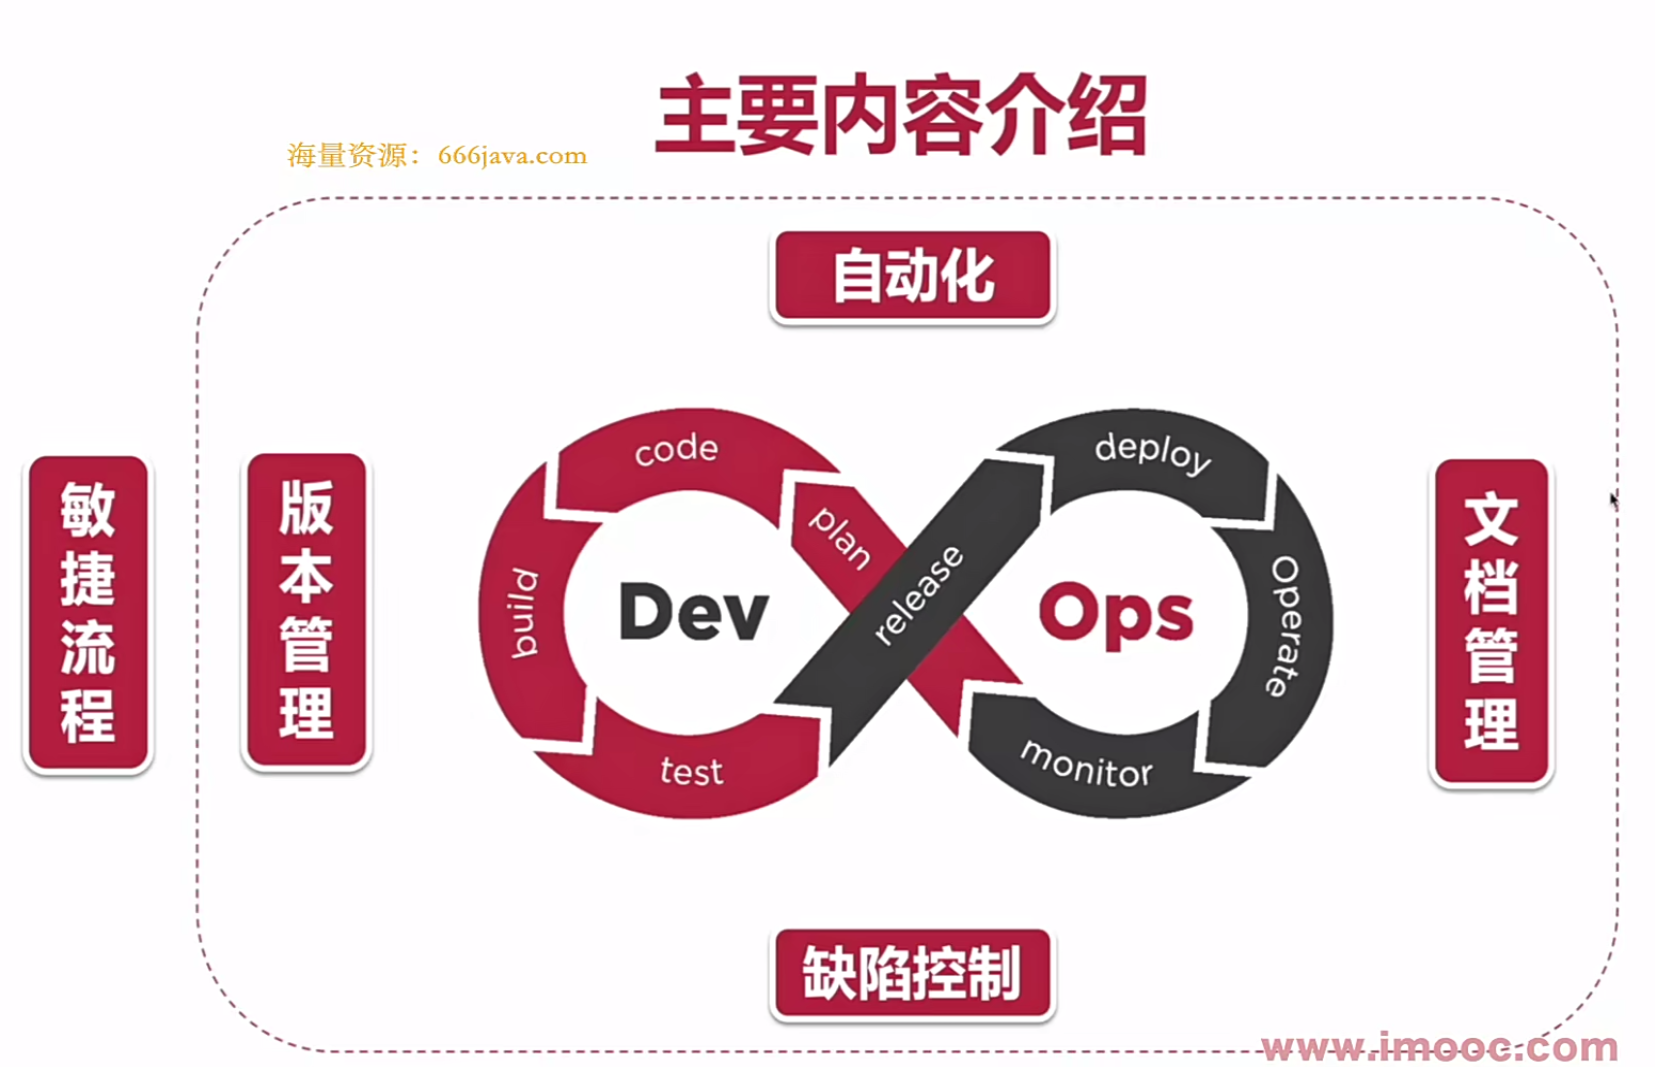 主要内容介绍
海量资源：666java.com
自动化
敏捷流程
版本管理
code
plan
build
Dev
test
release
deploy
Operate
Ops
monitor
文档管理
缺陷控制
www.imooc.com